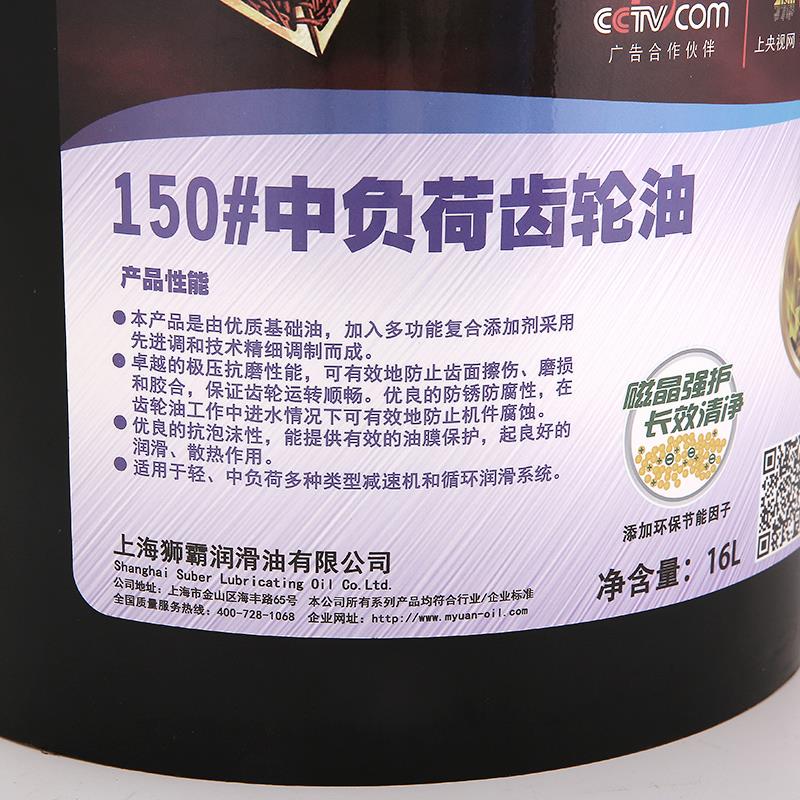 CCTV.com
广告合作伙伴
上央视网
150#中负荷齿轮油
产品性能
●本产品是由优质基础油，加入多功能复合添加剂采用
先进调和技术精细调制而成。
●卓越的极压抗磨性能，可有效地防止齿面擦伤、磨损
和胶合，保证齿轮运转顺畅。优良的防锈防腐性，在
齿轮油工作中进水情况下可有效地防止机件腐蚀。
●优良的抗泡沫性，能提供有效的油膜保护，起良好的
润滑、散热作用。
●适用于轻、中负荷多种类型减速机和循环润滑系统。
磁晶强护
长效清净
添加环保节能因子
净含量：16L
上海狮霸润滑油有限公司
Shanghai Suber Lubricating Oil Co.Ltd.
公司地址：上海市金山区海丰路65号 本公司所有系列产品均符合行业/企业标准
全国质量服务热线：400-728-1068 企业网址：http://www.myuan-oil.com